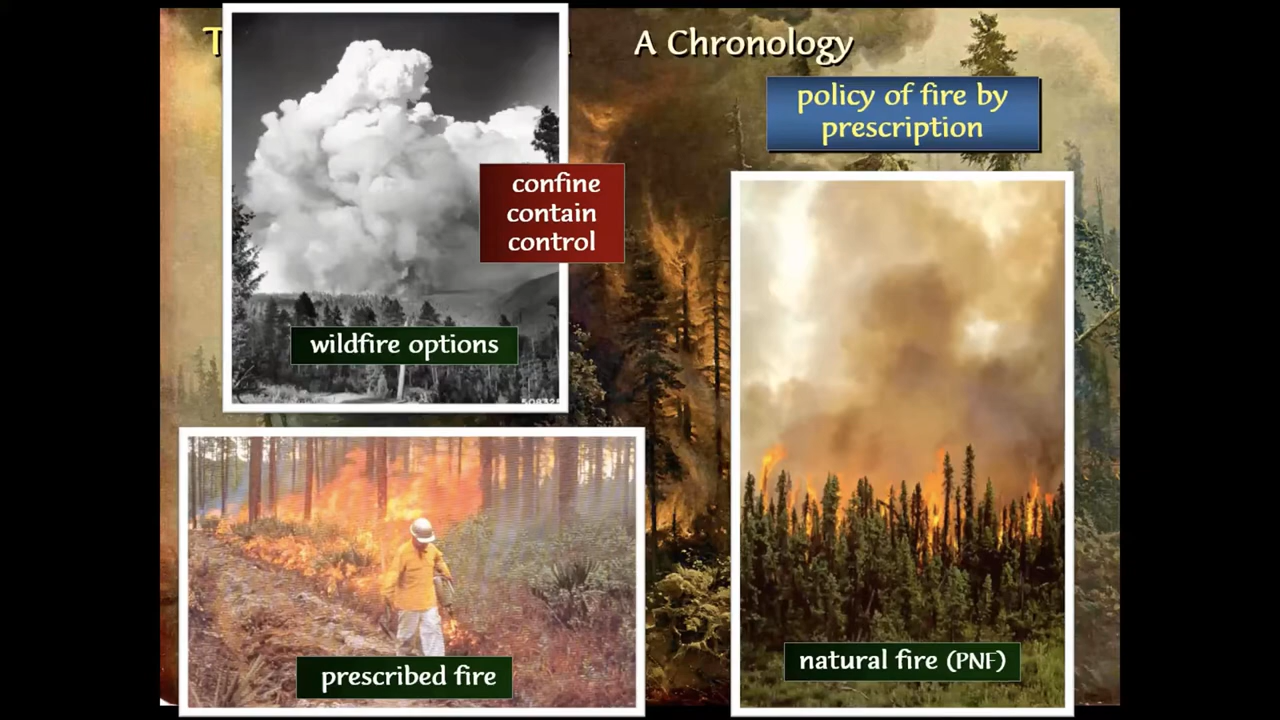 A Chronology
policy of fire by
prescription
confine
contain
control
wildfire options
prescribed fire
natural fire (PNF)